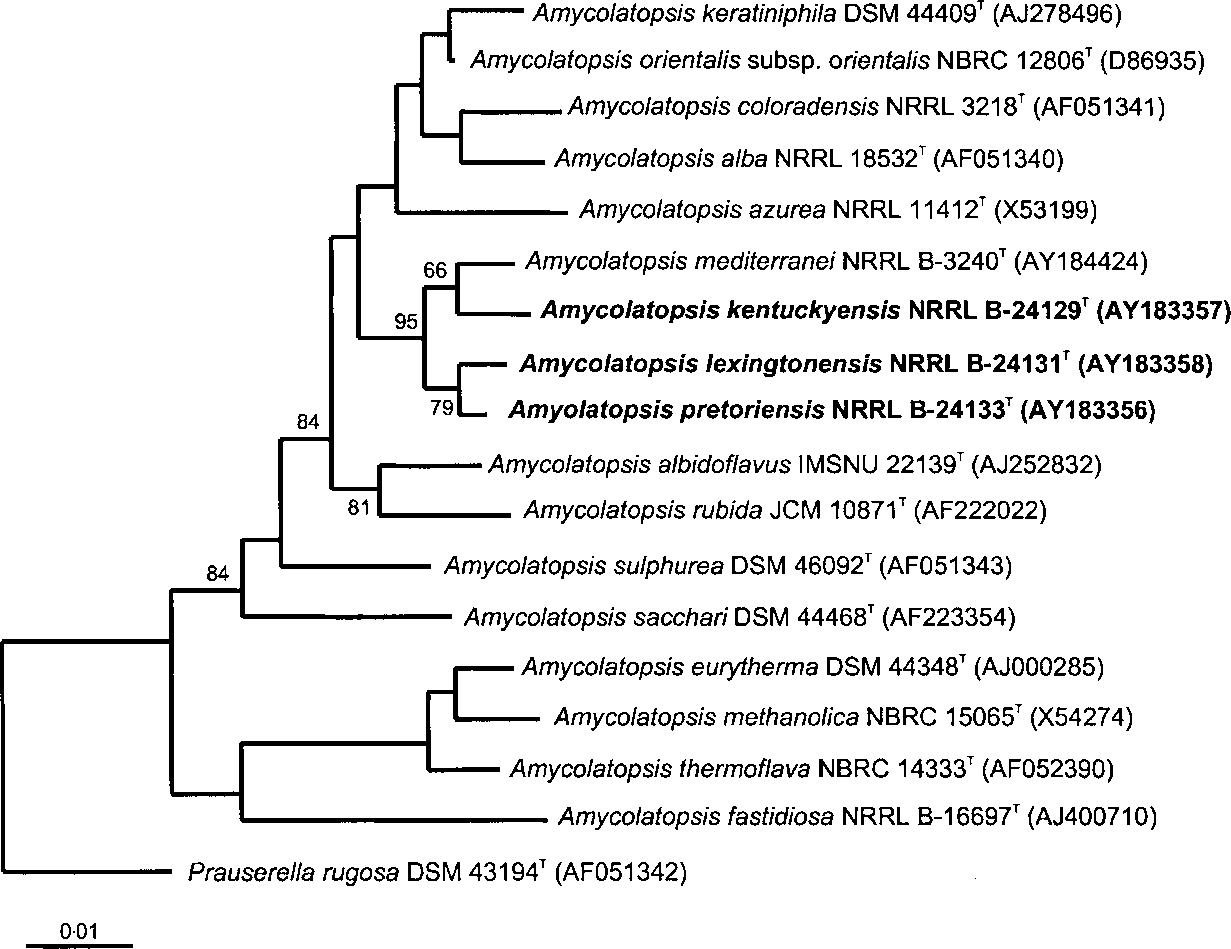 Amycolatopsis keratiniphila DSM 44409ᵀ (AJ278496)
Amycolatopsis orientalis subsp. orientalis NBRC 12806ᵀ (D86935)
Amycolatopsis coloradensis NRRL 3218ᵀ (AF051341)
Amycolatopsis alba NRRL 18532ᵀ (AF051340)
Amycolatopsis azurea NRRL 11412ᵀ (X53199)
Amycolatopsis mediterranei NRRL B-3240ᵀ (AY184424)
66
Amycolatopsis kentuckyensis NRRL B-24129ᵀ (AY183357)
95
Amycolatopsis lexingtonensis NRRL B-24131ᵀ (AY183358)
Amyolatopsis pretoriensis NRRL B-24133ᵀ (AY183356)
79
84
Amycolatopsis albidoflavus IMSNU 22139ᵀ (AJ252832)
81
Amycolatopsis rubida JCM 10871ᵀ (AF222022)
Amycolatopsis sulphurea DSM 46092ᵀ (AF051343)
84
Amycolatopsis sacchari DSM 44468ᵀ (AF223354)
Amycolatopsis eurytherma DSM 44348ᵀ (AJ000285)
Amycolatopsis methanolica NBRC 15065ᵀ (X54274)
Amycolatopsis thermoflava NBRC 14333ᵀ (AF052390)
Amycolatopsis fastidiosa NRRL B-16697ᵀ (AJ400710)
Prauserella rugosa DSM 43194ᵀ (AF051342)
0·01